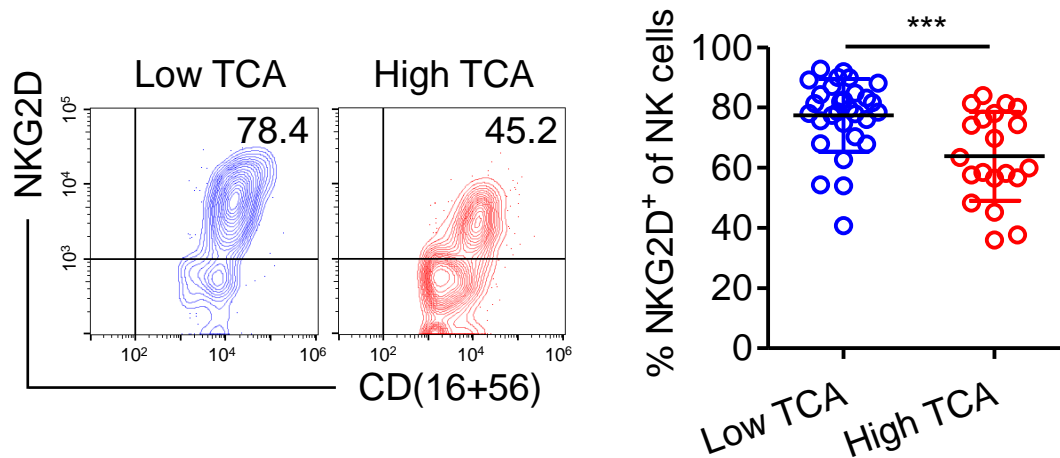 Low TCA
High TCA
NKG2D
10⁵
10⁴
10³
78.4
45.2
10² 10⁴ 10⁶
10² 10⁴ 10⁶
CD(16+56)
***
% NKG2D⁺ of NK cells
100
80
60
40
20
0
Low TCA
High TCA